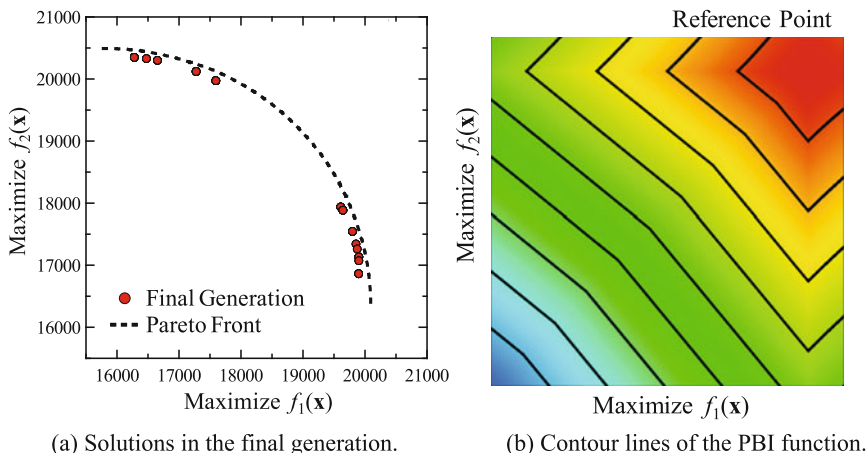 Reference Point
21000
20000
19000
18000
17000
16000
Maximize f₂(x)
Final Generation
Pareto Front
16000 17000 18000 19000 20000 21000
Maximize f₁(x)
Maximize f₂(x)
Maximize f₁(x)
(a) Solutions in the final generation.
(b) Contour lines of the PBI function.